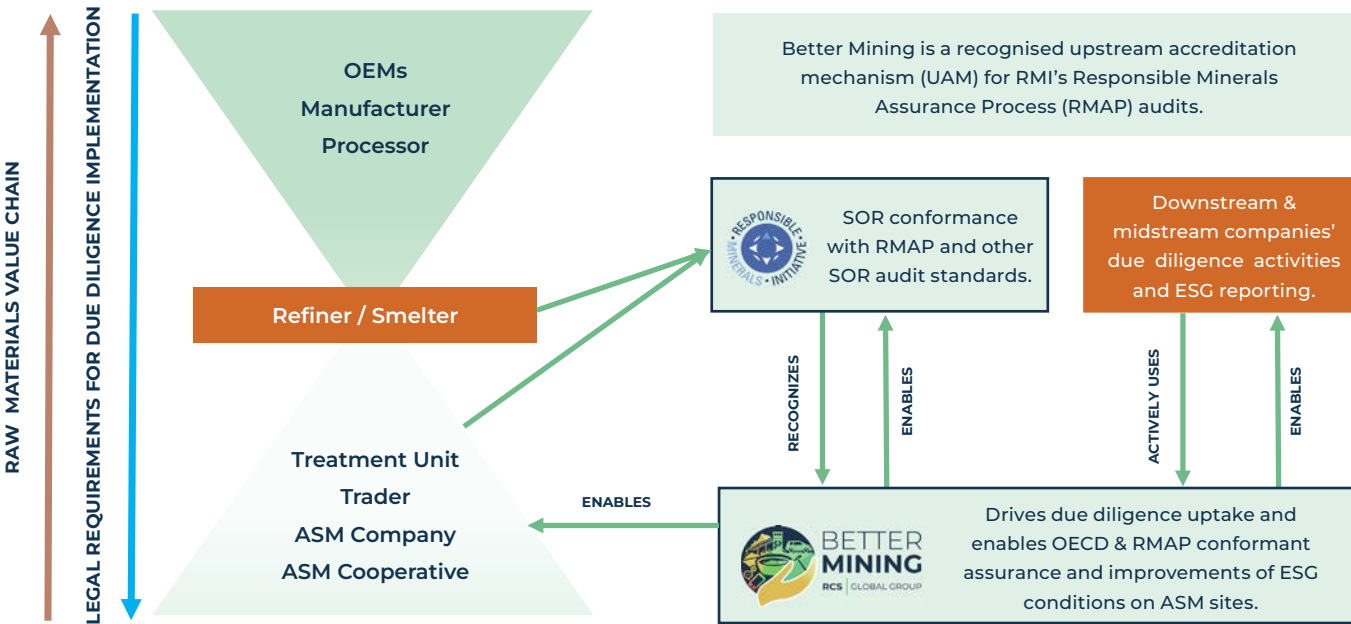 RAW MATERIALS VALUE CHAIN
LEGAL REQUIREMENTS FOR DUE DILIGENCE IMPLEMENTATION
OEMs
Manufacturer
Processor
Refiner / Smelter
Treatment Unit
Trader
ASM Company
ASM Cooperative
Better Mining is a recognised upstream accreditation
mechanism (UAM) for RMI’s Responsible Minerals
Assurance Process (RMAP) audits.
RESPONSIBLE
MINERALS • INITIATIVE
SOR conformance
with RMAP and other
SOR audit standards.
Downstream &
midstream companies’
due diligence activities
and ESG reporting.
RECOGNIZES
ENABLES
ACTIVELY USES
ENABLES
ENABLES
BETTER
MINING
RCS | GLOBAL GROUP
Drives due diligence uptake and
enables OECD & RMAP conformant
assurance and improvements of ESG
conditions on ASM sites.